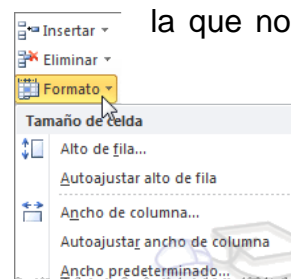 la que no
Insertar
Eliminar
Formato
Tamaño de celda
Alto de fila...
Autoajustar alto de fila
Ancho de columna...
Autoajustar ancho de columna
Ancho predeterminado...